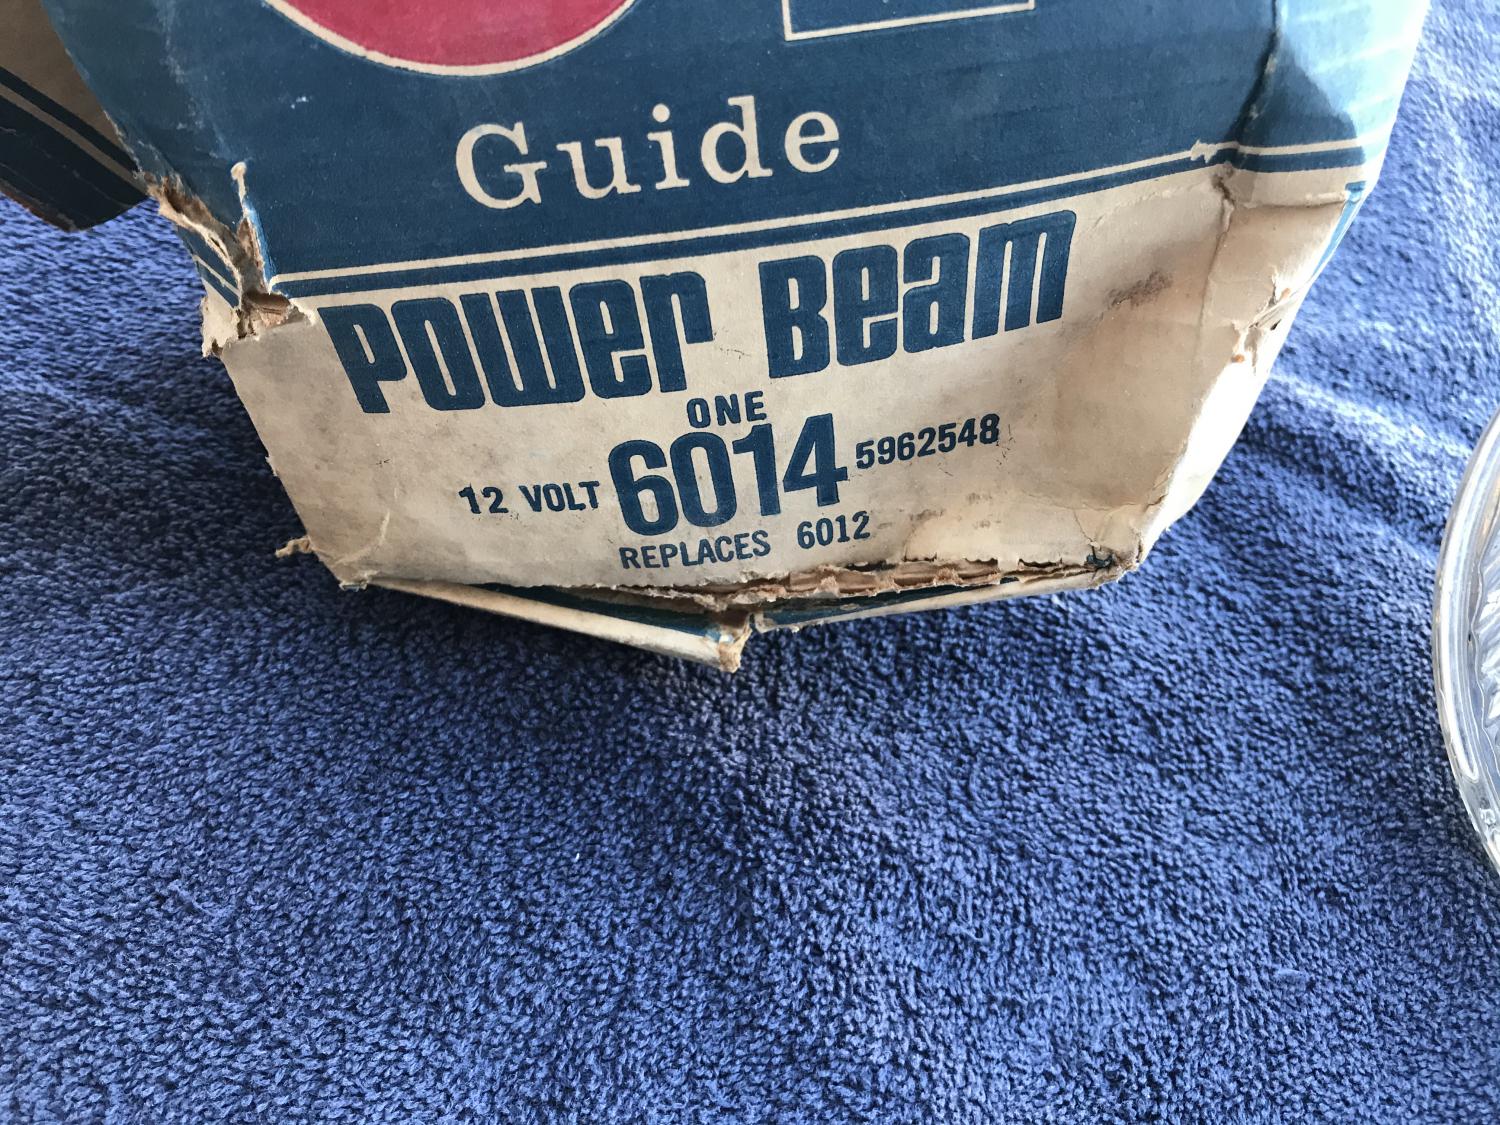 Guide
Power Beam
ONE
12 VOLT 6014 5962548
REPLACES 6012